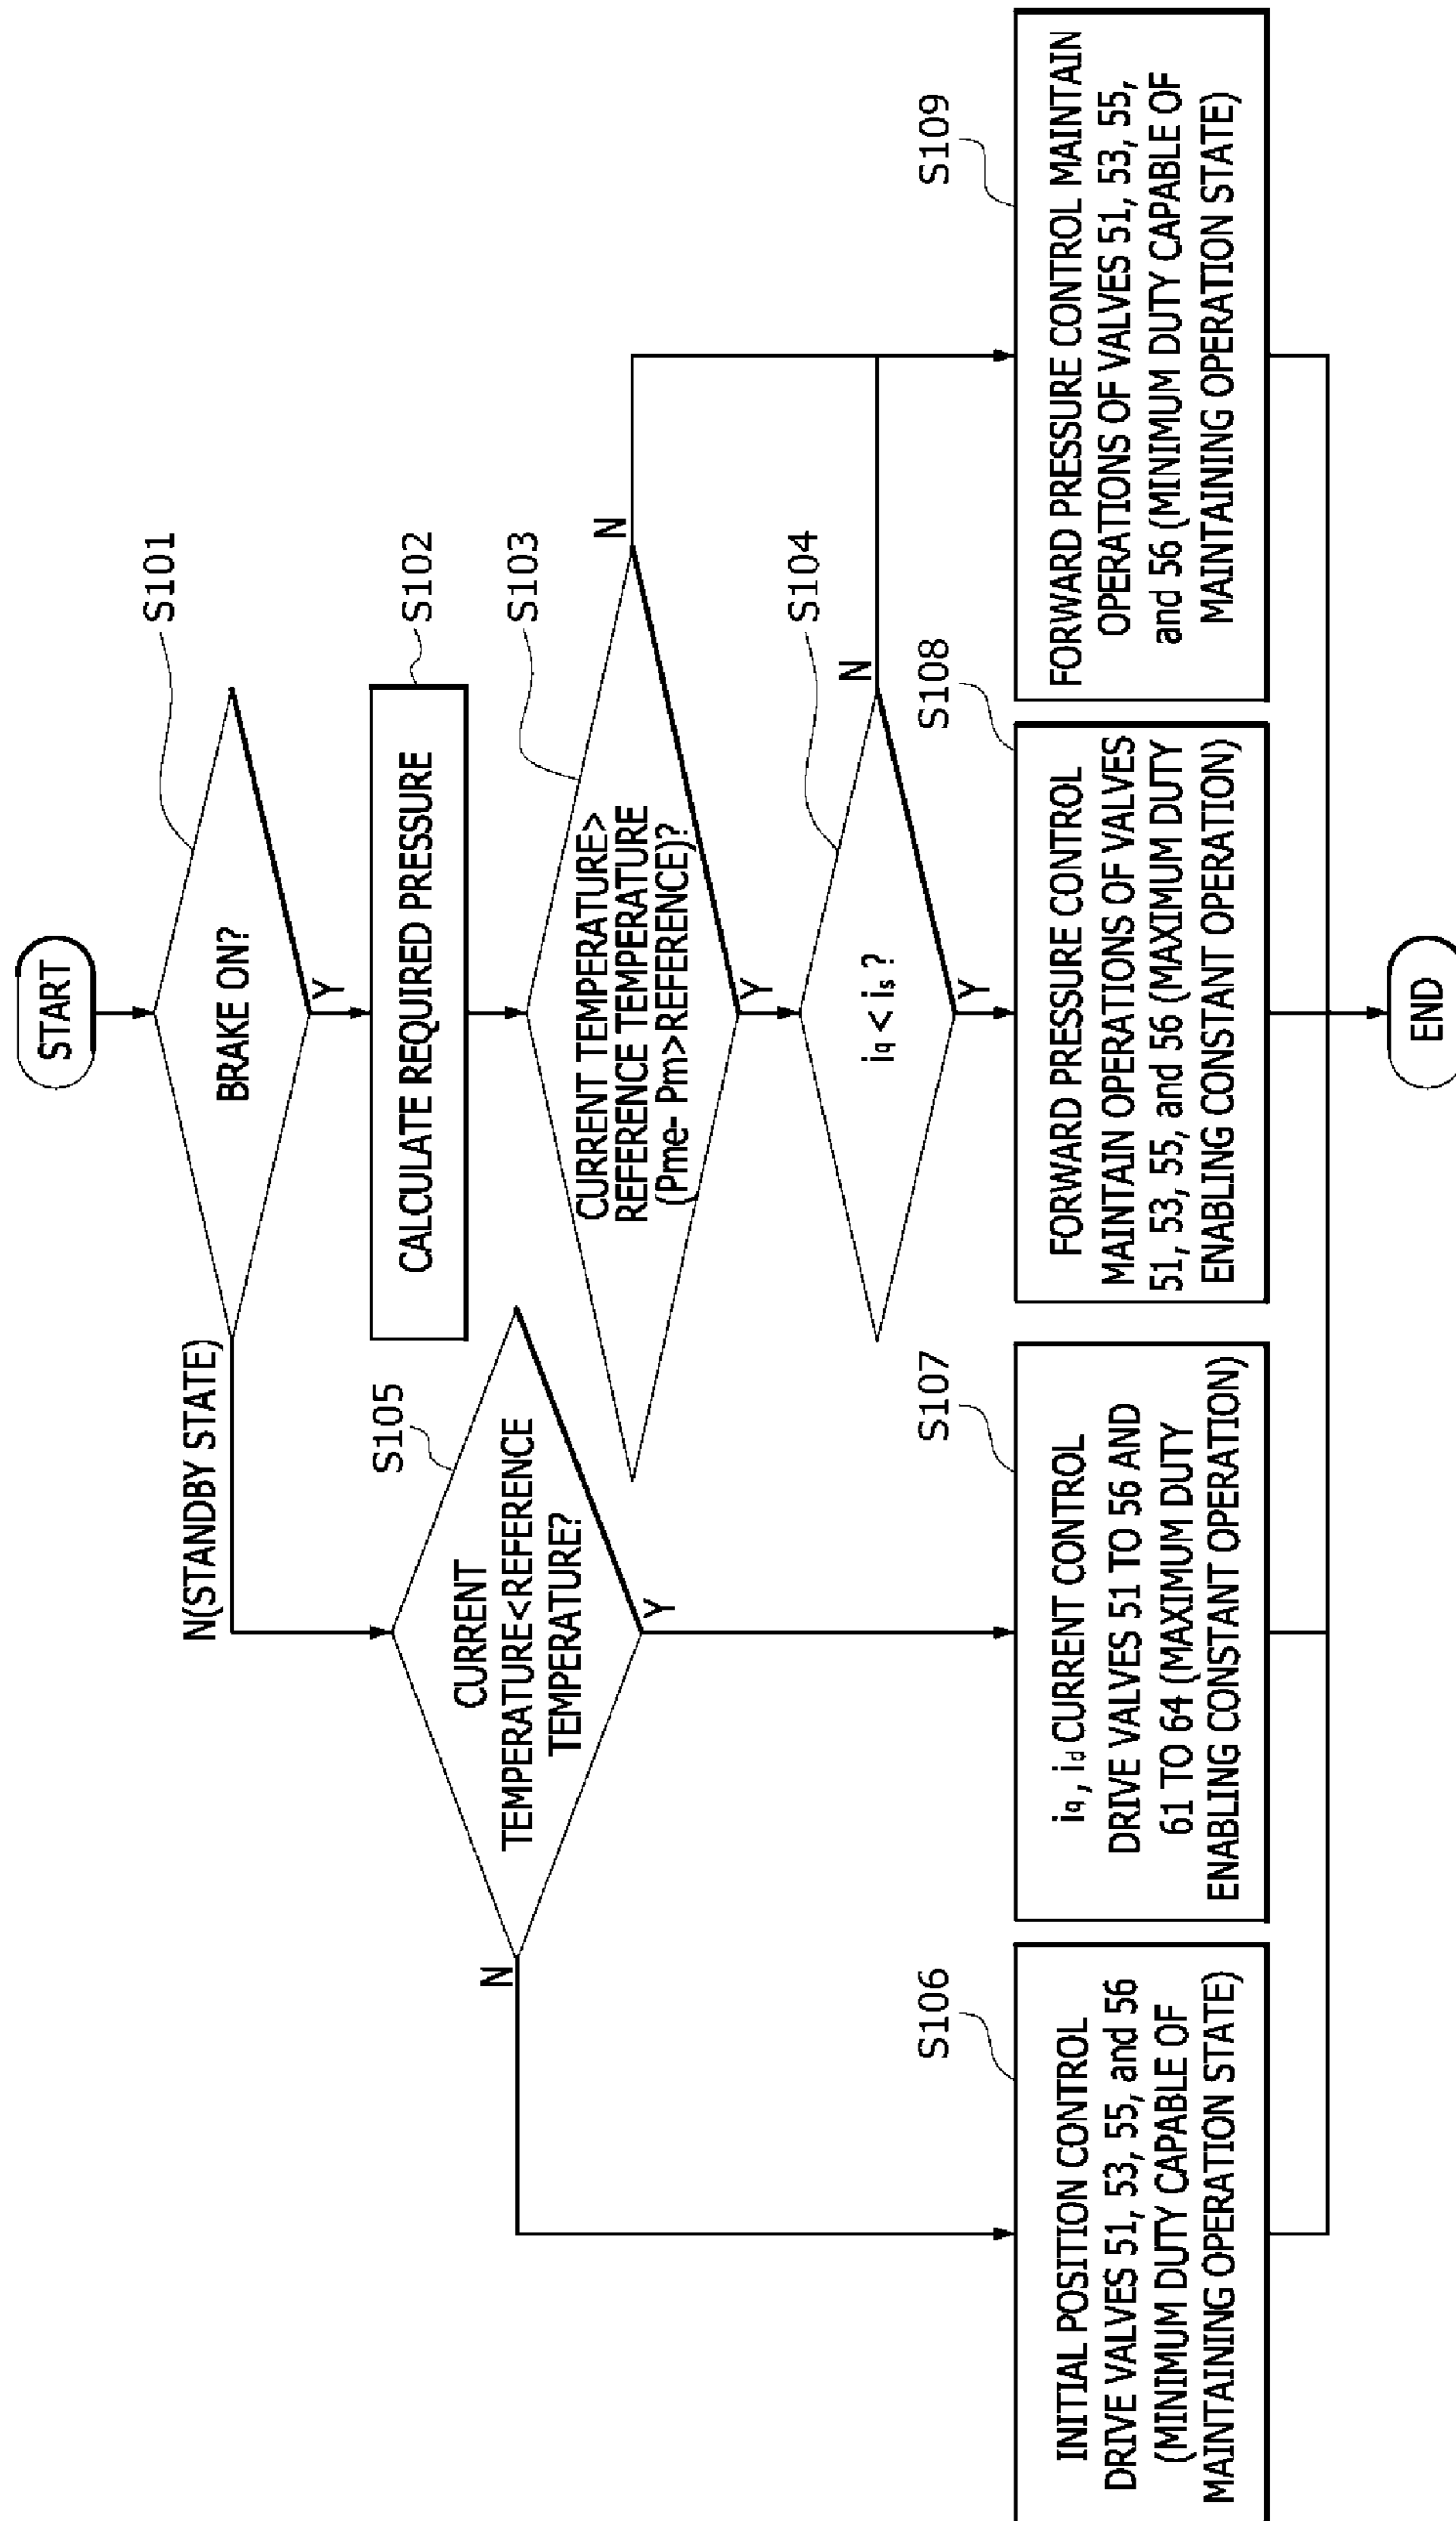 START
BRAKE ON?
S101
N(STANDBY STATE)
Y
CALCULATE REQUIRED PRESSURE
S102
CURRENT
TEMPERATURE<REFERENCE
TEMPERATURE?
S105
N
Y
CURRENT TEMPERATURE>
REFERENCE TEMPERATURE
(Pme- Pm>REFERENCE)?
S103
N
Y
iq < is ?
S104
N
Y
S106
INITIAL POSITION CONTROL
DRIVE VALVES 51, 53, 55, and 56
(MINIMUM DUTY CAPABLE OF
MAINTAINING OPERATION STATE)
S107
iq , id CURRENT CONTROL
DRIVE VALVES 51 TO 56 AND
61 TO 64 (MAXIMUM DUTY
ENABLING CONSTANT OPERATION)
S108
FORWARD PRESSURE CONTROL
MAINTAIN OPERATIONS OF VALVES
51, 53, 55, and 56 (MAXIMUM DUTY
ENABLING CONSTANT OPERATION)
S109
FORWARD PRESSURE CONTROL MAINTAIN
OPERATIONS OF VALVES 51, 53, 55,
and 56 (MINIMUM DUTY CAPABLE OF
MAINTAINING OPERATION STATE)
END